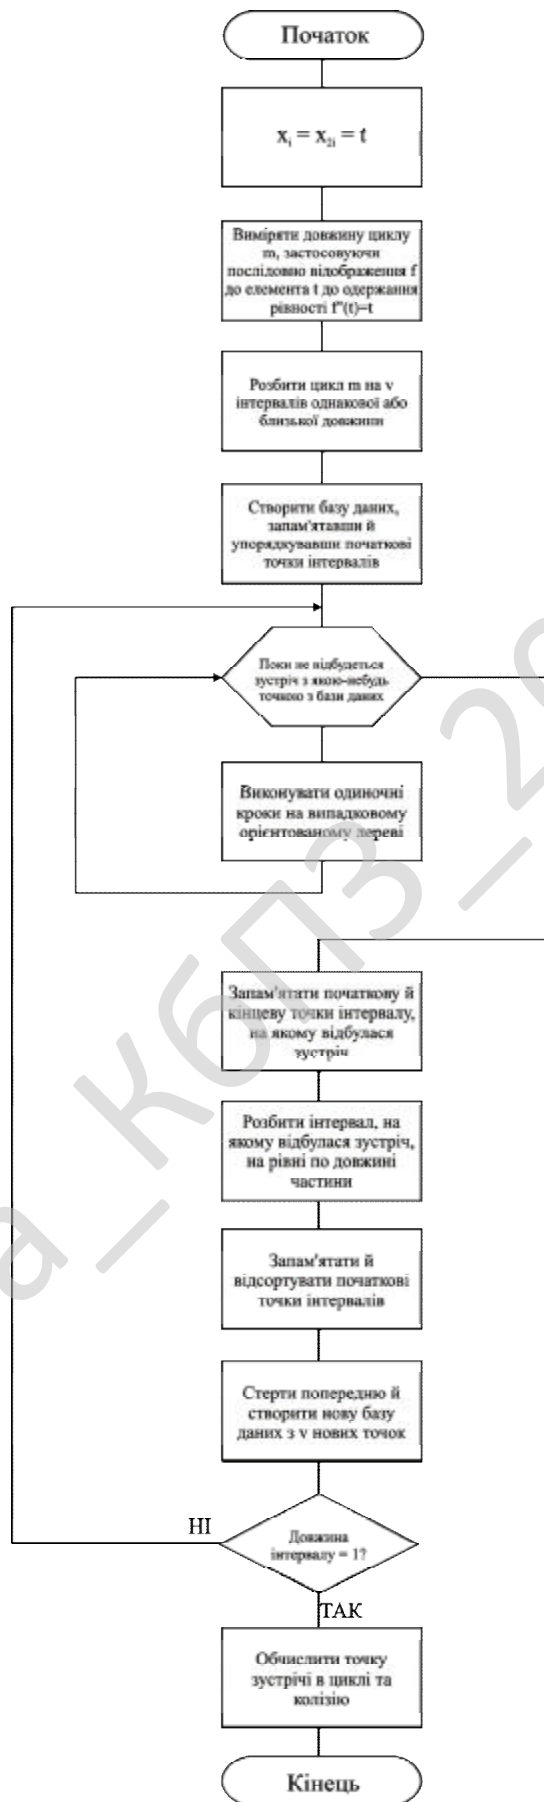 Початок
xᵢ = x₂ᵢ = t
Виміряти довжину циклу
m, застосовуючи
послідовно відображення f
до елемента t до одержання
рівності f''(t)=t
Розбити цикл m на v
інтервалів однакової або
близької довжини
Створити базу даних,
запам'ятавши й
упорядкувавши початкові
точки інтервалів
Поки не відбудеться
зустріч з якою-небудь
точкою з бази даних
Виконувати одиночні
кроки на випадковому
орієнтованому дереві
Запам'ятати початкову й
кінцеву точки інтервалу,
на якому відбулася
зустріч
Розбити інтервал, на
якому відбулася зустріч,
на рівні по довжині
частини
Запам'ятати й
відсортувати початкові
точки інтервалів
Стерти попередню й
створити нову базу
даних з v нових точок
НІ
Довжина
інтервалу = 1?
ТАК
Обчислити точку
зустрічі в циклі та
колізію
Кінець
а_КбПЗ_20